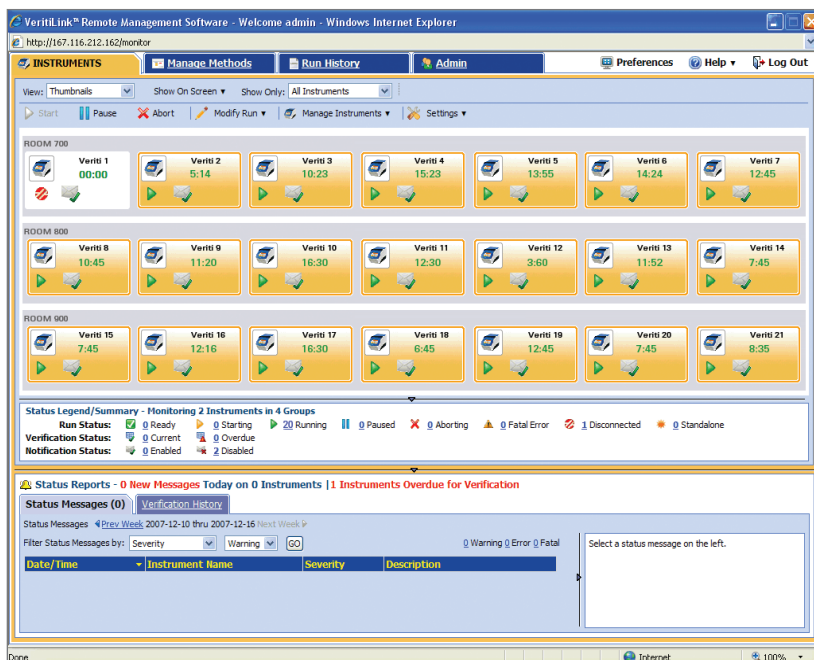 VeritiLink™ Remote Management Software - Welcome admin - Windows Internet Explorer
http://167.116.212.162/monitor
INSTRUMENTS Manage Methods Run History Admin Preferences Help Log Out
View: Thumbnails Show On Screen Show Only: All Instruments
Start Pause Abort Modify Run Manage Instruments Settings
ROOM 700
Veriti 1 Veriti 2 Veriti 3 Veriti 4 Veriti 5 Veriti 6 Veriti 7
00:00 5:14 10:23 15:23 13:55 14:24 12:45
ROOM 800
Veriti 8 Veriti 9 Veriti 10 Veriti 11 Veriti 12 Veriti 13 Veriti 14
10:45 11:20 16:30 12:30 3:60 11:52 7:45
ROOM 900
Veriti 15 Veriti 16 Veriti 17 Veriti 18 Veriti 19 Veriti 20 Veriti 21
7:45 12:16 16:30 6:45 12:45 7:45 8:35
Status Legend/Summary - Monitoring 2 Instruments in 4 Groups
Run Status: 0 Ready 0 Starting 20 Running 0 Paused 0 Aborting 0 Fatal Error 1 Disconnected 0 Standalone
Verification Status: 0 Current 0 Overdue
Notification Status: 0 Enabled 2 Disabled
Status Reports - 0 New Messages Today on 0 Instruments | 1 Instruments Overdue for Verification
Status Messages (0) Verification History
Status Messages Prev Week 2007-12-10 thru 2007-12-16 Next Week
Filter Status Messages by: Severity Warning GO 0 Warning 0 Error 0 Fatal
Select a status message on the left.
Date/Time Instrument Name Severity Description
Done Internet 100%